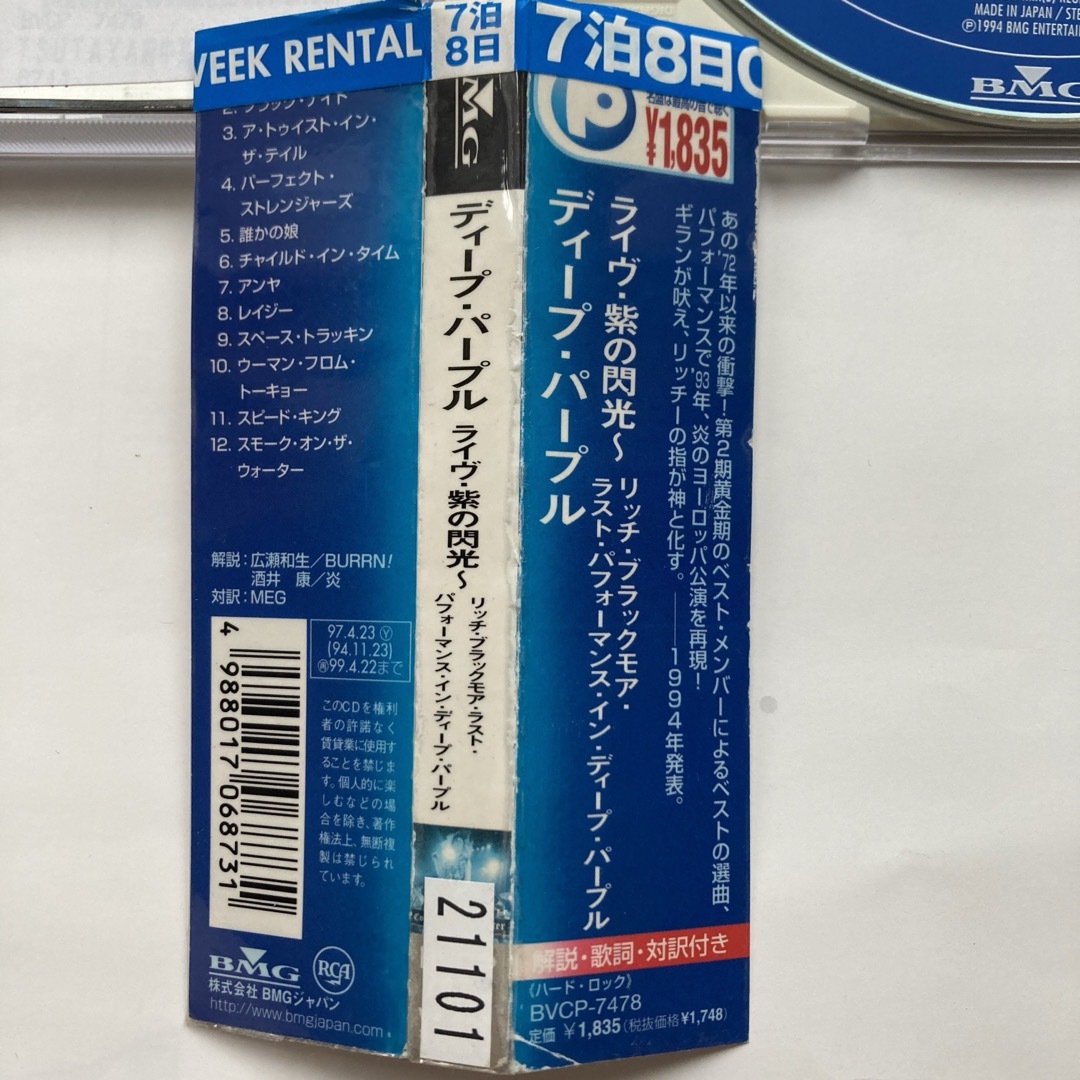 VEEK RENTAL
7泊
8日
7泊8日C
MADE IN JAPAN / STE
Ⓟ1994 BMG ENTERTAI
BMG
2. ブラック・ナイト
3. ア・トゥイスト・イン・
ザ・テイル
4. パーフェクト・
ストレンジャーズ
5. 誰かの娘
6. チャイルド・イン・タイム
7. アンヤ
8. レイジー
9. スペース・トラッキン
10. ウーマン・フロム・
トーキョー
11. スピード・キング
12. スモーク・オン・ザ・
ウォーター
解説：広瀬和生／BURRN!
酒井 康／炎
対訳：MEG
97.4.23 Ⓨ
(94.11.23)
㊢99.4.22まで
このCDを権利
者の許諾なく
賃貸業に使用す
ることを禁じま
す。個人的に楽
しむなどの場
合を除き、著作
権法上、無断複
製は禁じられ
ています。
4 988017 068731
BMG
RCA
株式会社 BMGジャパン
http://www.bmgjapan.com
BMG
ディープ・パープル ライヴ・紫の閃光〜
リッチ・ブラックモア・ラスト・
パフォーマンス・イン・ディープ・パープル
21101
P
¥1,835
あの'72年以来の衝撃！第2期黄金期のベスト・メンバーによるベストの選曲、
パフォーマンスで'93年、炎のヨーロッパ公演を再現！
ギランが吠え、リッチーの指が神と化す。——1994年発表。
ライヴ・紫の閃光〜リッチ・ブラックモア・
ラスト・パフォーマンス・イン・ディープ・パープル
ディープ・パープル
解説・歌詞・対訳付き
《ハード・ロック》
BVCP-7478
定価 ¥1,835(税抜価格¥1,748)